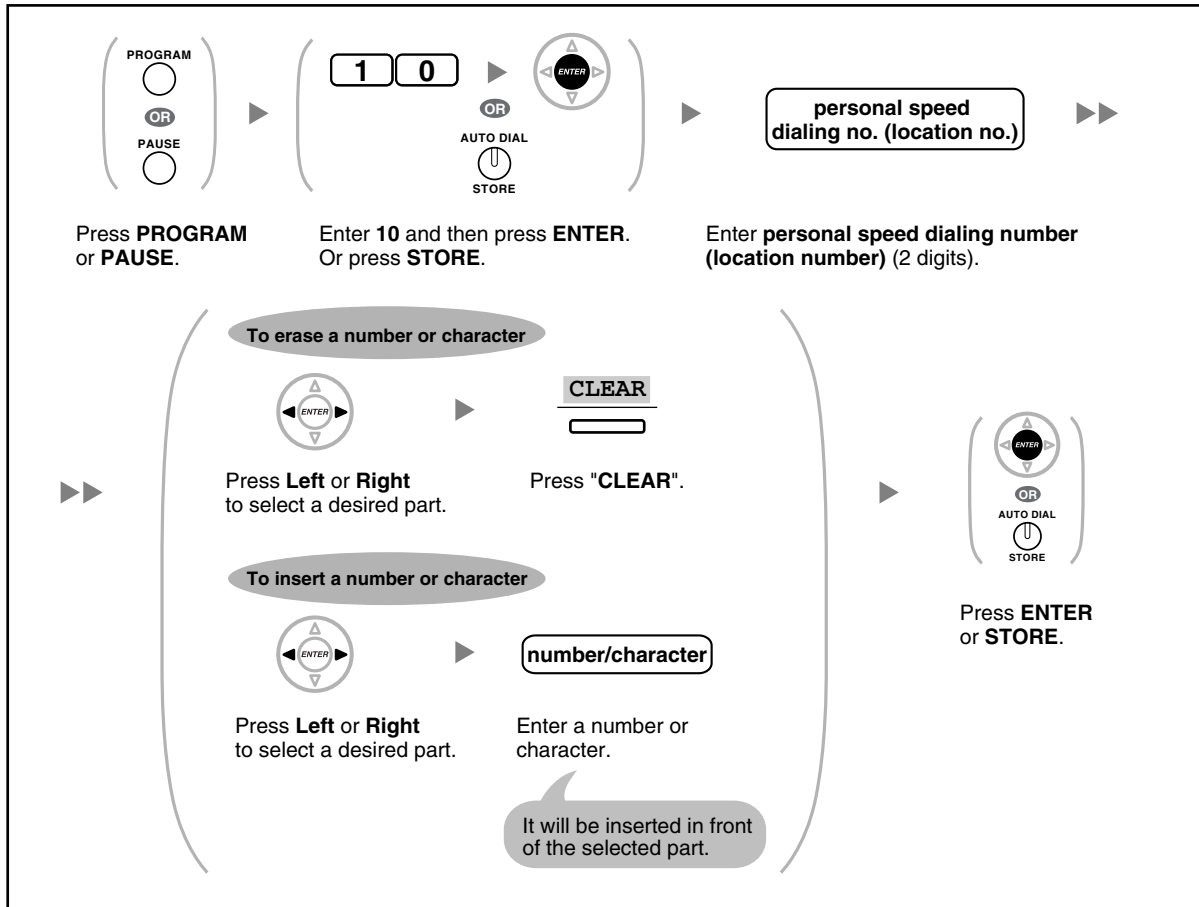 PROGRAM
OR
PAUSE
1 0
ENTER
OR
AUTO DIAL
STORE
personal speed
dialing no. (location no.)
Press PROGRAM
or PAUSE.
Enter 10 and then press ENTER.
Or press STORE.
Enter personal speed dialing number
(location number) (2 digits).
To erase a number or character
ENTER
CLEAR
Press Left or Right
to select a desired part.
Press "CLEAR".
To insert a number or character
ENTER
number/character
Press Left or Right
to select a desired part.
Enter a number or
character.
It will be inserted in front
of the selected part.
ENTER
OR
AUTO DIAL
STORE
Press ENTER
or STORE.